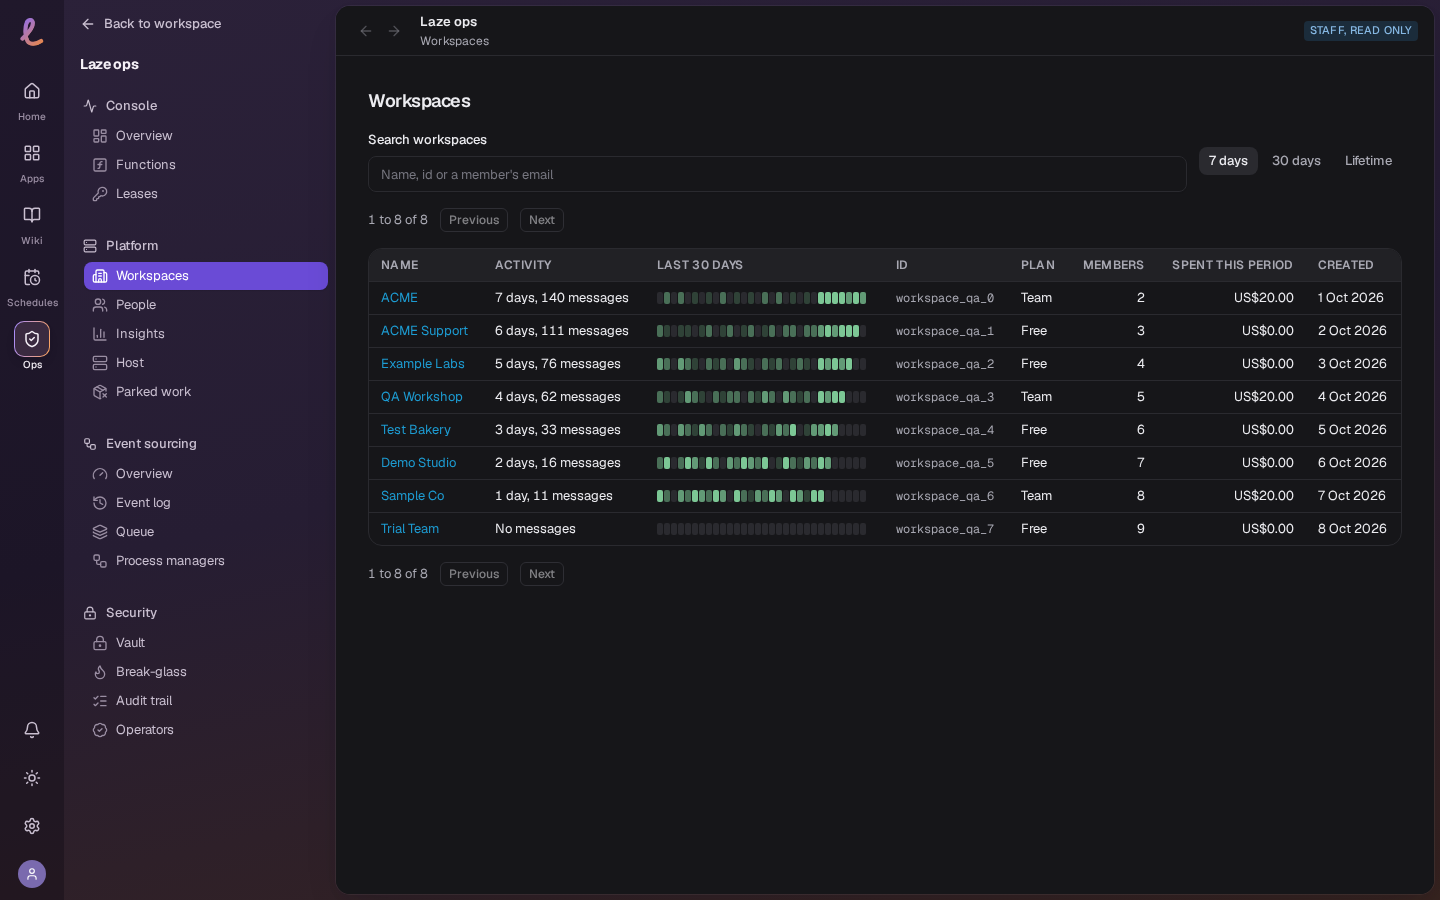 Back to workspace
Laze ops
Console
Overview
Functions
Leases
Platform
Workspaces
People
Insights
Host
Parked work
Event sourcing
Overview
Event log
Queue
Process managers
Security
Vault
Break-glass
Audit trail
Operators
Home
Apps
Wiki
Schedules
Ops
Laze ops
Workspaces
STAFF, READ ONLY
Workspaces
Search workspaces
Name, id or a member's email
7 days 30 days Lifetime
1 to 8 of 8 Previous Next
NAME ACTIVITY LAST 30 DAYS ID PLAN MEMBERS SPENT THIS PERIOD CREATED
ACME 7 days, 140 messages workspace_qa_0 Team 2 US$20.00 1 Oct 2026
ACME Support 6 days, 111 messages workspace_qa_1 Free 3 US$0.00 2 Oct 2026
Example Labs 5 days, 76 messages workspace_qa_2 Free 4 US$0.00 3 Oct 2026
QA Workshop 4 days, 62 messages workspace_qa_3 Team 5 US$20.00 4 Oct 2026
Test Bakery 3 days, 33 messages workspace_qa_4 Free 6 US$0.00 5 Oct 2026
Demo Studio 2 days, 16 messages workspace_qa_5 Free 7 US$0.00 6 Oct 2026
Sample Co 1 day, 11 messages workspace_qa_6 Team 8 US$20.00 7 Oct 2026
Trial Team No messages workspace_qa_7 Free 9 US$0.00 8 Oct 2026
1 to 8 of 8 Previous Next